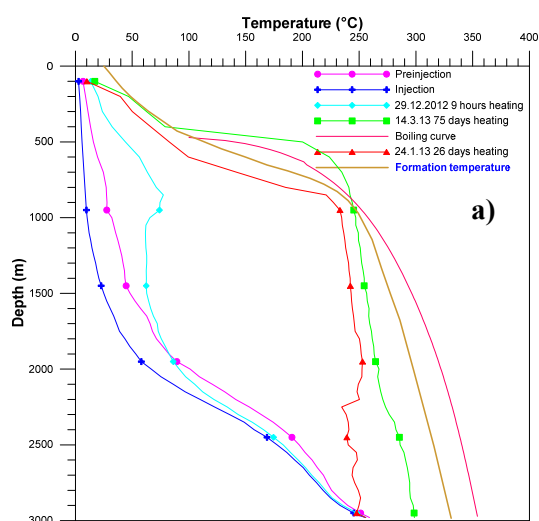 Temperature (°C)
0 50 100 150 200 250 300 350 400
0
500
1000
1500
2000
2500
3000
Depth (m)
Preinjection
Injection
29.12.2012 9 hours heating
14.3.13 75 days heating
Boiling curve
24.1.13 26 days heating
Formation temperature
a)